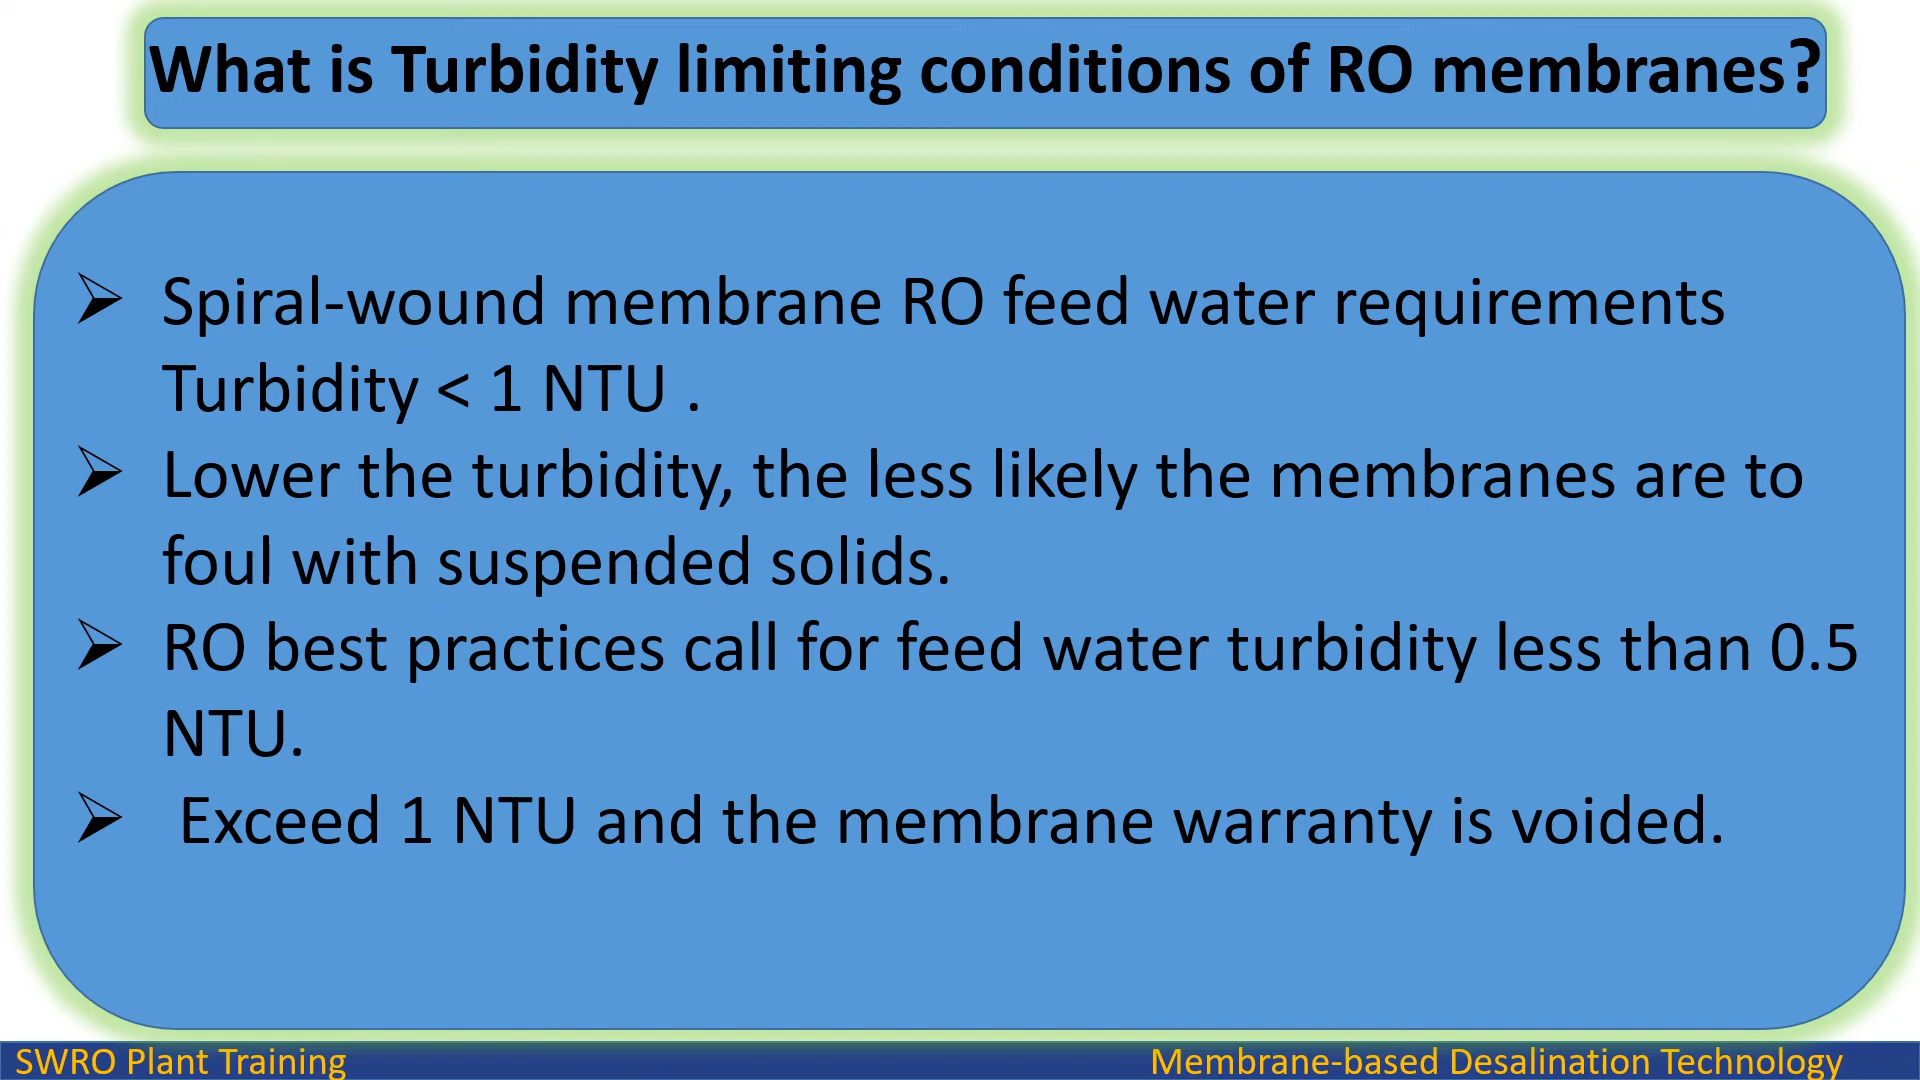 What is Turbidity limiting conditions of RO membranes?
➢ Spiral-wound membrane RO feed water requirements
Turbidity < 1 NTU .
➢ Lower the turbidity, the less likely the membranes are to
foul with suspended solids.
➢ RO best practices call for feed water turbidity less than 0.5
NTU.
➢ Exceed 1 NTU and the membrane warranty is voided.
SWRO Plant Training
Membrane-based Desalination Technology